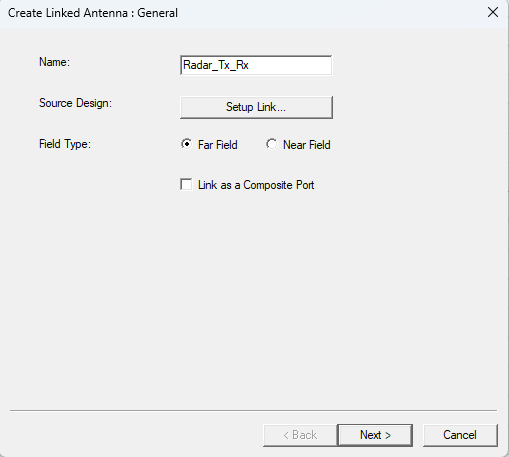 Create Linked Antenna : General
Name:
Radar_Tx_Rx
Source Design:
Setup Link...
Field Type:
Far Field
Near Field
Link as a Composite Port
< Back
Next >
Cancel